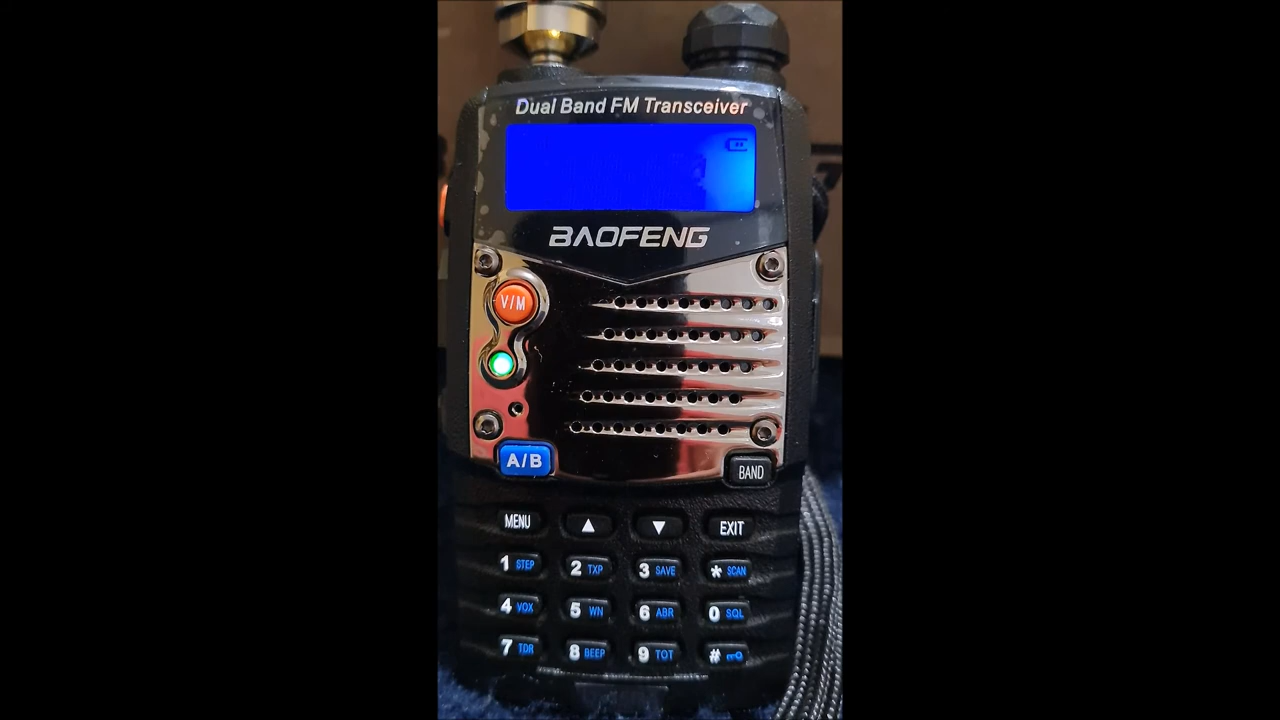 Dual Band FM Transceiver
BAOFENG
V/M
A/B
BAND
MENU ▲ ▼ EXIT
1 STEP 2 TXP 3 SAVE * SCAN
4 VOX 5 WN 6 ABR 0 SQL
7 TDR 8 BEEP 9 TOT #